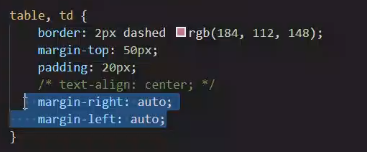 table, td {
border: 2px dashed rgb(184, 112, 148);
margin-top: 50px;
padding: 20px;
/* text-align: center; */
margin-right: auto;
margin-left: auto;
}